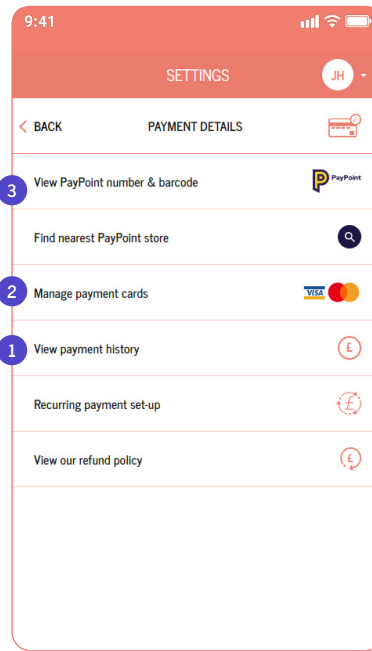 9:41
SETTINGS
JH
BACK PAYMENT DETAILS
3 View PayPoint number & barcode PayPoint
Find nearest PayPoint store
2 Manage payment cards VISA
1 View payment history £
Recurring payment set-up £
View our refund policy £